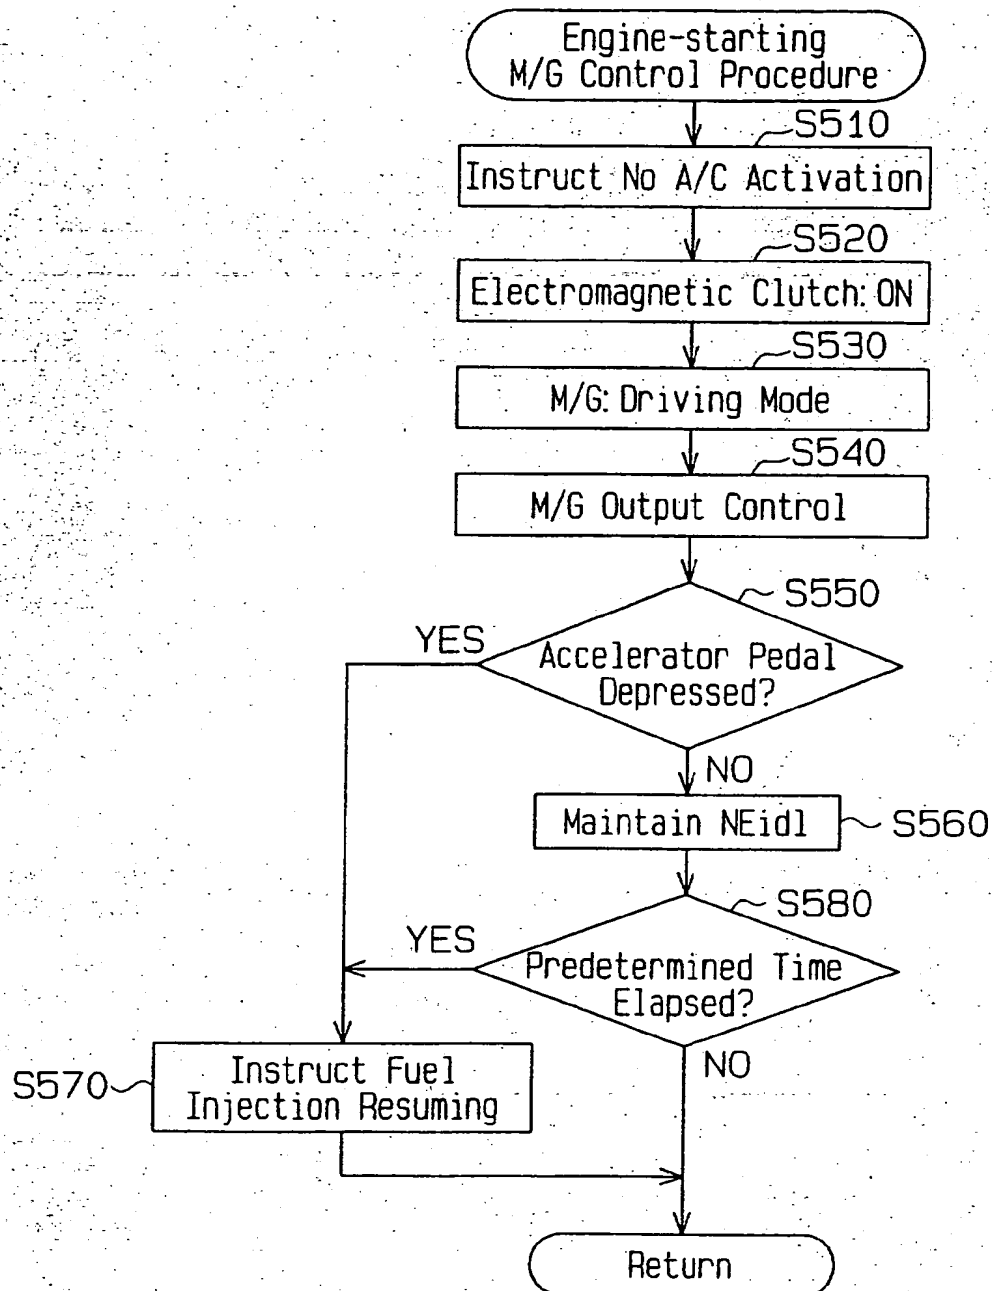 Engine-starting
M/G Control Procedure
S510
Instruct No A/C Activation
S520
Electromagnetic Clutch: ON
S530
M/G: Driving Mode
S540
M/G Output Control
S550
YES
Accelerator Pedal
Depressed?
NO
Maintain NEidl
S560
S580
YES
Predetermined Time
Elapsed?
NO
S570
Instruct Fuel
Injection Resuming
Return